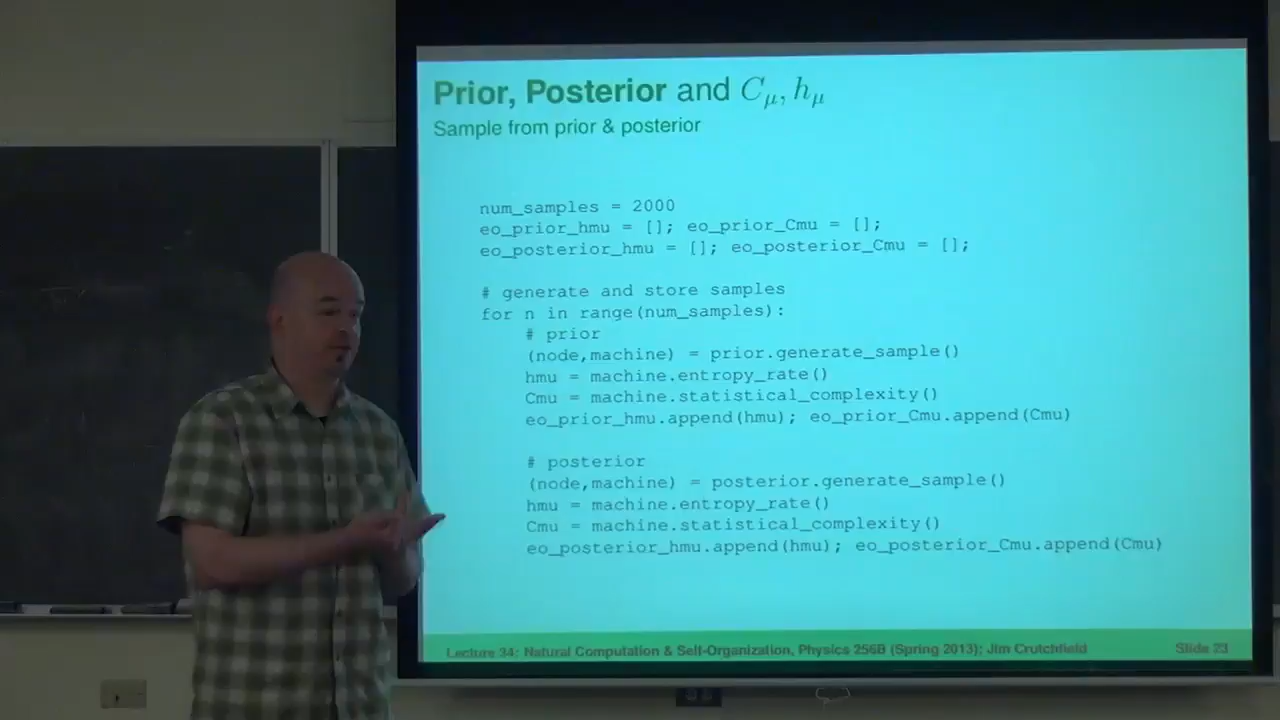 Prior, Posterior and Cμ, hμ
Sample from prior & posterior
num_samples = 2000
eo_prior_hmu = []; eo_prior_Cmu = [];
eo_posterior_hmu = []; eo_posterior_Cmu = [];
# generate and store samples
for n in range(num_samples):
# prior
(node,machine) = prior.generate_sample()
hmu = machine.entropy_rate()
Cmu = machine.statistical_complexity()
eo_prior_hmu.append(hmu); eo_prior_Cmu.append(Cmu)
# posterior
(node,machine) = posterior.generate_sample()
hmu = machine.entropy_rate()
Cmu = machine.statistical_complexity()
eo_posterior_hmu.append(hmu); eo_posterior_Cmu.append(Cmu)
Lecture 34: Natural Computation & Self-Organization, Physics 256B (Spring 2013); Jim Crutchfield Slide 23